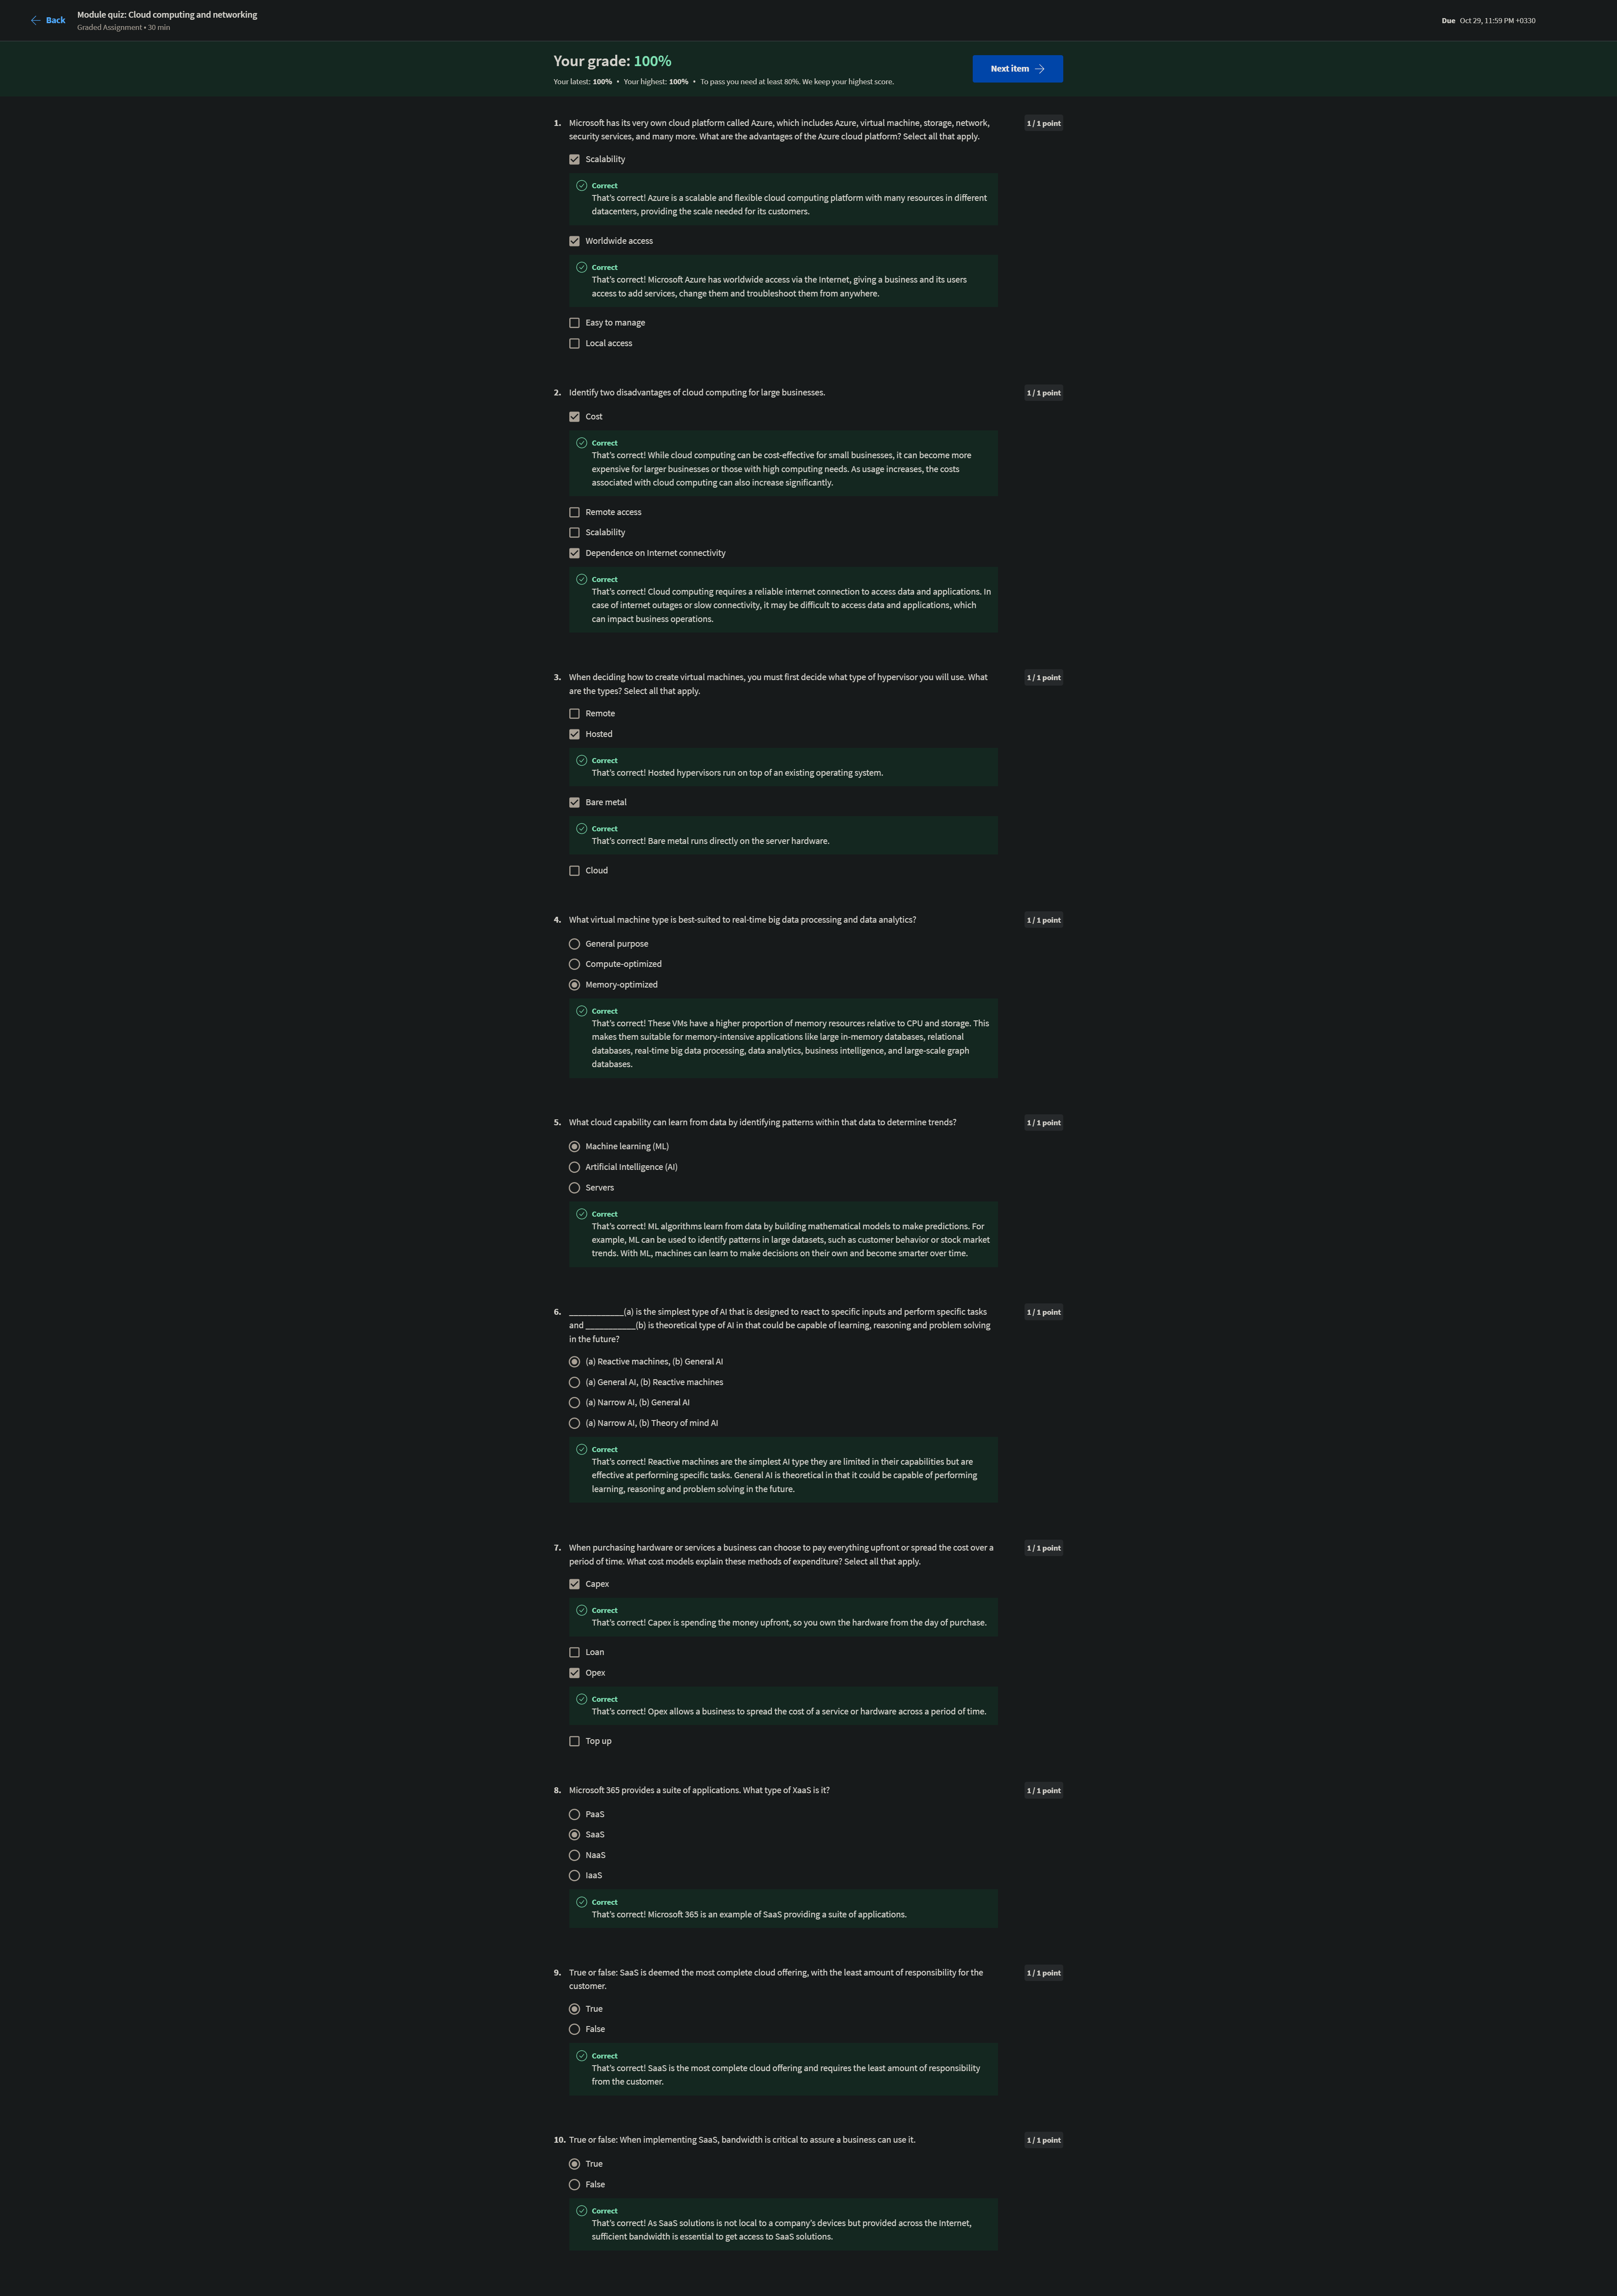 Back
Module quiz: Cloud computing and networking
Graded Assignment • 30 min
Due Oct 29, 11:59 PM +0330
Your grade: 100%
Your latest: 100% • Your highest: 100% • To pass you need at least 80%. We keep your highest score.
Next item
1. Microsoft has its very own cloud platform called Azure, which includes Azure, virtual machine, storage, network,
security services, and many more. What are the advantages of the Azure cloud platform? Select all that apply.
1 / 1 point
Scalability
Correct
That's correct! Azure is a scalable and flexible cloud computing platform with many resources in different
datacenters, providing the scale needed for its customers.
Worldwide access
Correct
That's correct! Microsoft Azure has worldwide access via the Internet, giving a business and its users
access to add services, change them and troubleshoot them from anywhere.
Easy to manage
Local access
2. Identify two disadvantages of cloud computing for large businesses.
1 / 1 point
Cost
Correct
That's correct! While cloud computing can be cost-effective for small businesses, it can become more
expensive for larger businesses or those with high computing needs. As usage increases, the costs
associated with cloud computing can also increase significantly.
Remote access
Scalability
Dependence on Internet connectivity
Correct
That's correct! Cloud computing requires a reliable internet connection to access data and applications. In
case of internet outages or slow connectivity, it may be difficult to access data and applications, which
can impact business operations.
3. When deciding how to create virtual machines, you must first decide what type of hypervisor you will use. What
are the types? Select all that apply.
1 / 1 point
Remote
Hosted
Correct
That's correct! Hosted hypervisors run on top of an existing operating system.
Bare metal
Correct
That's correct! Bare metal runs directly on the server hardware.
Cloud
4. What virtual machine type is best-suited to real-time big data processing and data analytics?
1 / 1 point
General purpose
Compute-optimized
Memory-optimized
Correct
That's correct! These VMs have a higher proportion of memory resources relative to CPU and storage. This
makes them suitable for memory-intensive applications like large in-memory databases, relational
databases, real-time big data processing, data analytics, business intelligence, and large-scale graph
databases.
5. What cloud capability can learn from data by identifying patterns within that data to determine trends?
1 / 1 point
Machine learning (ML)
Artificial Intelligence (AI)
Servers
Correct
That's correct! ML algorithms learn from data by building mathematical models to make predictions. For
example, ML can be used to identify patterns in large datasets, such as customer behavior or stock market
trends. With ML, machines can learn to make decisions on their own and become smarter over time.
6. ____________(a) is the simplest type of AI that is designed to react to specific inputs and perform specific tasks
and ___________(b) is theoretical type of AI in that could be capable of learning, reasoning and problem solving
in the future?
1 / 1 point
(a) Reactive machines, (b) General AI
(a) General AI, (b) Reactive machines
(a) Narrow AI, (b) General AI
(a) Narrow AI, (b) Theory of mind AI
Correct
That's correct! Reactive machines are the simplest AI type they are limited in their capabilities but are
effective at performing specific tasks. General AI is theoretical in that it could be capable of performing
learning, reasoning and problem solving in the future.
7. When purchasing hardware or services a business can choose to pay everything upfront or spread the cost over a
period of time. What cost models explain these methods of expenditure? Select all that apply.
1 / 1 point
Capex
Correct
That's correct! Capex is spending the money upfront, so you own the hardware from the day of purchase.
Loan
Opex
Correct
That's correct! Opex allows a business to spread the cost of a service or hardware across a period of time.
Top up
8. Microsoft 365 provides a suite of applications. What type of XaaS is it?
1 / 1 point
PaaS
SaaS
NaaS
IaaS
Correct
That's correct! Microsoft 365 is an example of SaaS providing a suite of applications.
9. True or false: SaaS is deemed the most complete cloud offering, with the least amount of responsibility for the
customer.
1 / 1 point
True
False
Correct
That's correct! SaaS is the most complete cloud offering and requires the least amount of responsibility
from the customer.
10. True or false: When implementing SaaS, bandwidth is critical to assure a business can use it.
1 / 1 point
True
False
Correct
That's correct! As SaaS solutions is not local to a company's devices but provided across the Internet,
sufficient bandwidth is essential to get access to SaaS solutions.